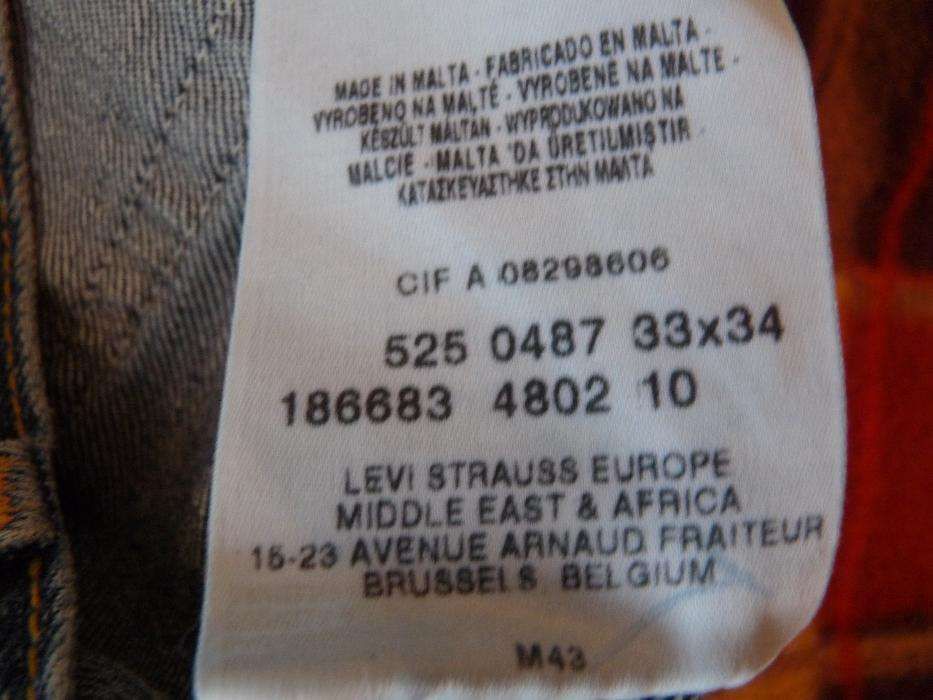 MADE IN MALTA - FABRICADO EN MALTA -
VYROBENO NA MALTĚ - VYROBENÉ NA MALTE -
KÉSZÜLT MÁLTÁN - WYPRODUKOWANO NA
MALCIE - MALTA 'DA ÜRETILMIŞTIR -
ΚΑΤΑΣΚΕΥΑΣΤΗΚΕ ΣΤΗΝ ΜΑΛΤΑ
CIF A 08298606
525 0487 33x34
186683 4802 10
LEVI STRAUSS EUROPE
MIDDLE EAST & AFRICA
15-23 AVENUE ARNAUD FRAITEUR
BRUSSELS BELGIUM
M43